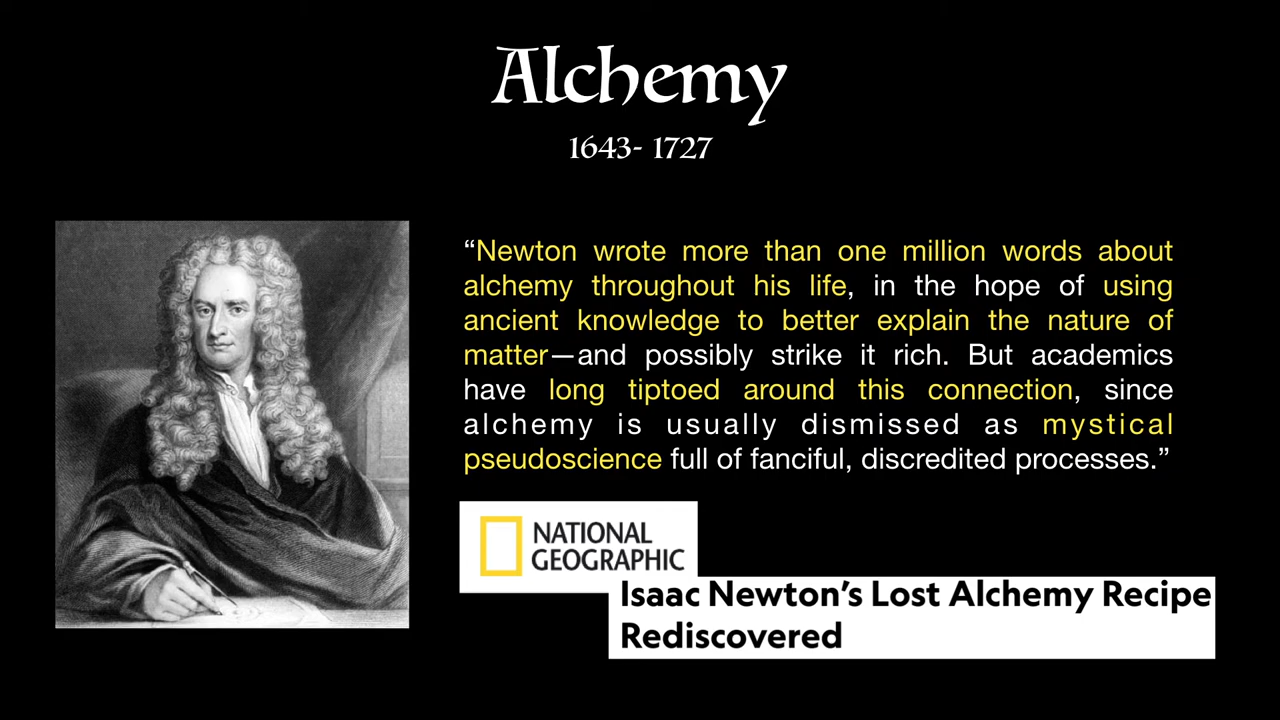 Alchemy
1643- 1727
“Newton wrote more than one million words about
alchemy throughout his life, in the hope of using
ancient knowledge to better explain the nature of
matter—and possibly strike it rich. But academics
have long tiptoed around this connection, since
alchemy is usually dismissed as mystical
pseudoscience full of fanciful, discredited processes.”
NATIONAL
GEOGRAPHIC
Isaac Newton’s Lost Alchemy Recipe
Rediscovered